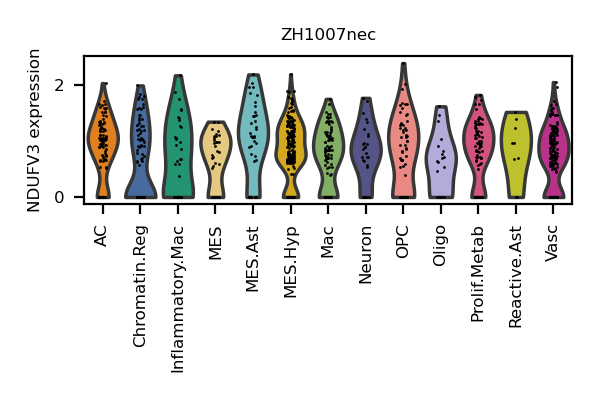 ZH1007nec
NDUFV3 expression
2
0
AC
Chromatin.Reg
Inflammatory.Mac
MES
MES.Ast
MES.Hyp
Mac
Neuron
OPC
Oligo
Prolif.Metab
Reactive.Ast
Vasc